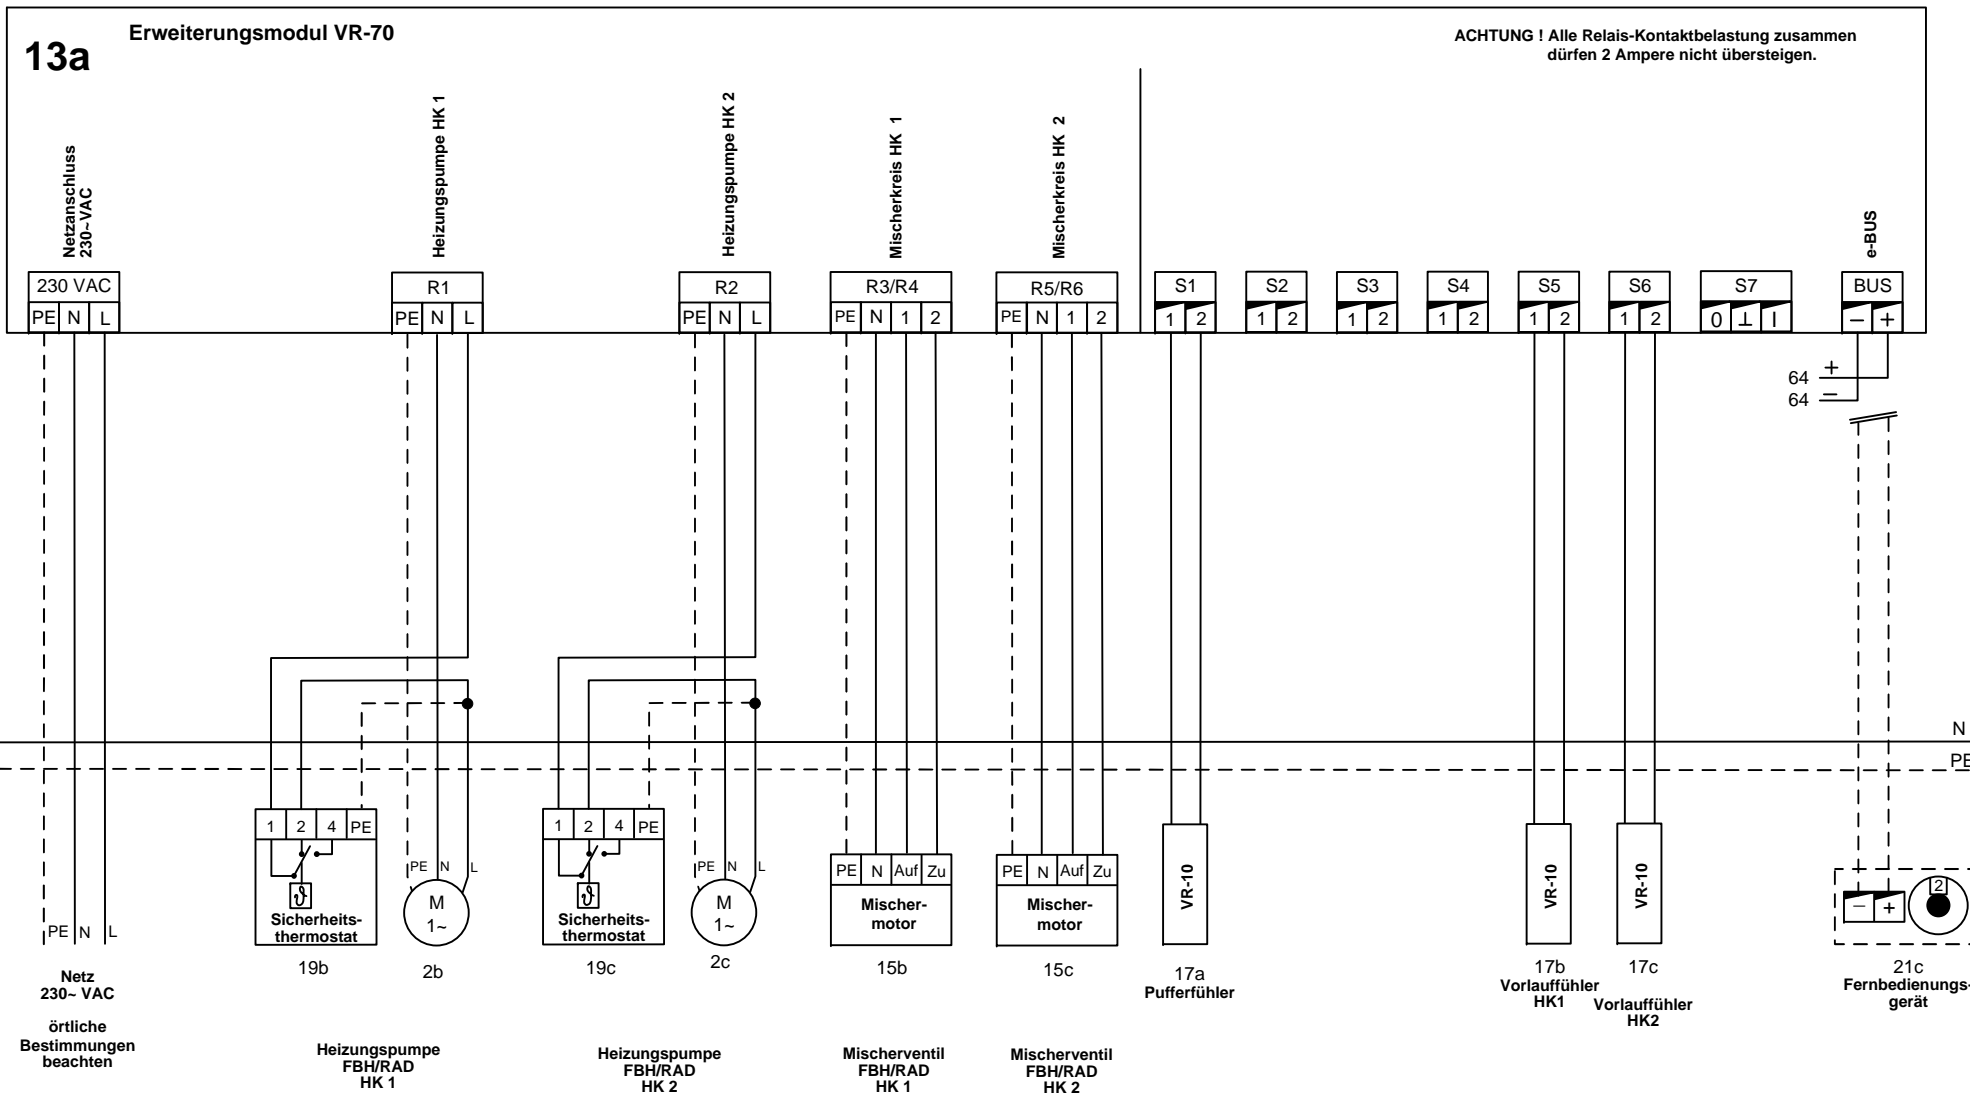 13a
Erweiterungsmodul VR-70
ACHTUNG ! Alle Relais-Kontaktbelastung zusammen
dürfen 2 Ampere nicht übersteigen.
Netzanschluss
230~VAC
Heizungspumpe HK 1
Heizungspumpe HK 2
Mischerkreis HK 1
Mischerkreis HK 2
e-BUS
230 VAC
R1
R2
R3/R4
R5/R6
S1
S2
S3
S4
S5
S6
S7
BUS
PE N L
PE N L
PE N L
PE N 1 2
PE N 1 2
1 2
1 2
1 2
1 2
1 2
1 2
0 ⊥ I
− +
64 +
64 −
N
PE
1 2 4 PE
1 2 4 PE
PE N L
PE N L
PE N Auf Zu
PE N Auf Zu
ϑ
Sicherheits-
thermostat
M
1~
ϑ
Sicherheits-
thermostat
M
1~
Mischer-
motor
Mischer-
motor
VR-10
VR-10
VR-10
− +
2
PE N L
19b
2b
19c
2c
15b
15c
17a
Pufferfühler
17b
Vorlauffühler
HK1
17c
Vorlauffühler
HK2
21c
Fernbedienungs-
gerät
Netz
230~ VAC
örtliche
Bestimmungen
beachten
Heizungspumpe
FBH/RAD
HK 1
Heizungspumpe
FBH/RAD
HK 2
Mischerventil
FBH/RAD
HK 1
Mischerventil
FBH/RAD
HK 2